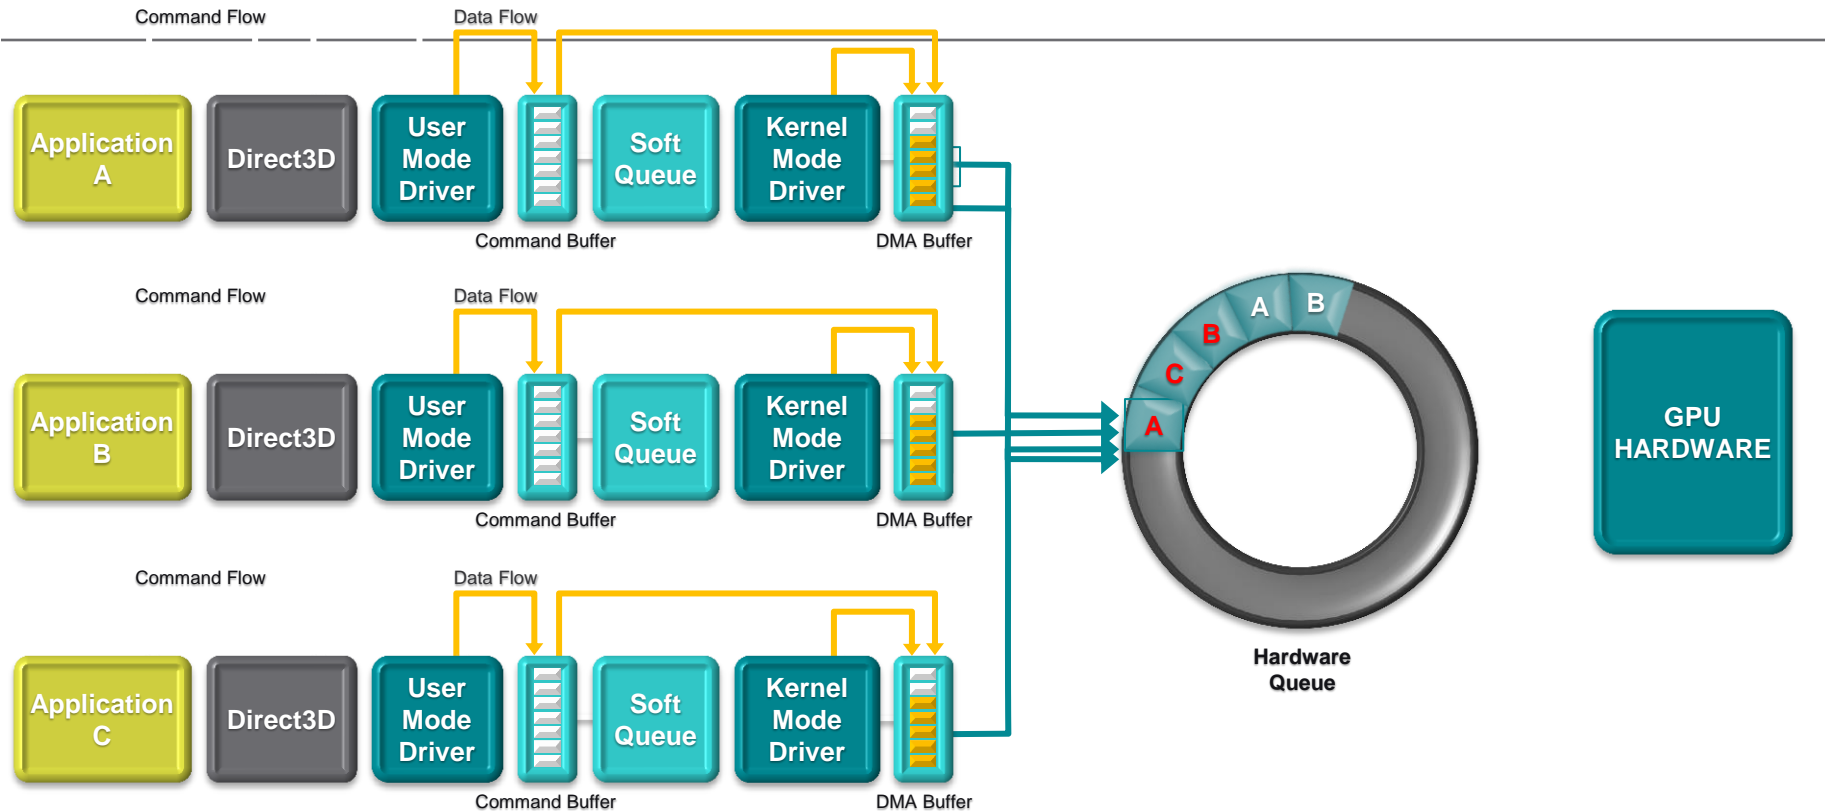 Command Flow
Data Flow
Application
A
Direct3D
User
Mode
Driver
Soft
Queue
Kernel
Mode
Driver
Command Buffer
DMA Buffer
Command Flow
Data Flow
Application
B
Direct3D
User
Mode
Driver
Soft
Queue
Kernel
Mode
Driver
Command Buffer
DMA Buffer
Command Flow
Data Flow
Application
C
Direct3D
User
Mode
Driver
Soft
Queue
Kernel
Mode
Driver
Command Buffer
DMA Buffer
A
C
B
A
B
Hardware
Queue
GPU
HARDWARE